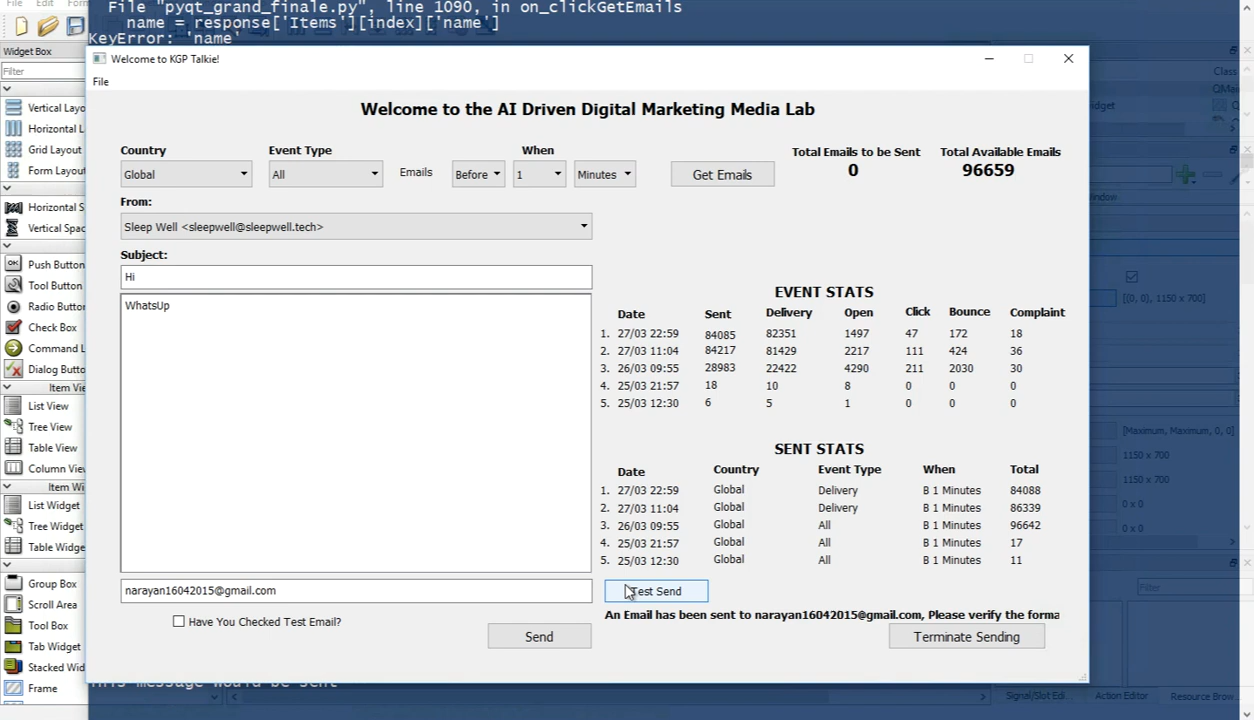 File Edit Form
File "pyqt_grand_finale.py", line 1090, in on_clickGetEmails
name = response['Items'][index]['name']
KeyError: 'name'
Widget Box
Filter
Vertical Layo
Horizontal L
Grid Layout
Form Layou
Horizontal S
Vertical Spac
Push Button
Tool Button
Radio Butto
Check Box
Command L
Dialog Butto
Item Vie
List View
Tree View
Table View
Column View
Item Wi
List Widget
Tree Widget
Table Widge
Group Box
Scroll Area
Tool Box
Tab Widget
Stacked Wid
Frame
Welcome to KGP Talkie!
File
Welcome to the AI Driven Digital Marketing Media Lab
Country Event Type When Total Emails to be Sent Total Available Emails
Global All Emails Before 1 Minutes Get Emails 0 96659
From:
Sleep Well <sleepwell@sleepwell.tech>
Subject:
Hi
WhatsUp
EVENT STATS
Date Sent Delivery Open Click Bounce Complaint
1. 27/03 22:59 84085 82351 1497 47 172 18
2. 27/03 11:04 84217 81429 2217 111 424 36
3. 26/03 09:55 28983 22422 4290 211 2030 30
4. 25/03 21:57 18 10 8 0 0 0
5. 25/03 12:30 6 5 1 0 0 0
SENT STATS
Date Country Event Type When Total
1. 27/03 22:59 Global Delivery B 1 Minutes 84088
2. 27/03 11:04 Global Delivery B 1 Minutes 86339
3. 26/03 09:55 Global All B 1 Minutes 96642
4. 25/03 21:57 Global All B 1 Minutes 17
5. 25/03 12:30 Global All B 1 Minutes 11
narayan16042015@gmail.com Test Send
An Email has been sent to narayan16042015@gmail.com, Please verify the forma
Have You Checked Test Email?
Send Terminate Sending
This message would be sent
Class
QMai
idget
indow
[(0, 0), 1150 x 700]
[Maximum, Maximum, 0, 0]
1150 x 700
1150 x 700
0 x 0
0 x 0
Filter
Signal/Slot Edi... Action Editor Resource Brow...